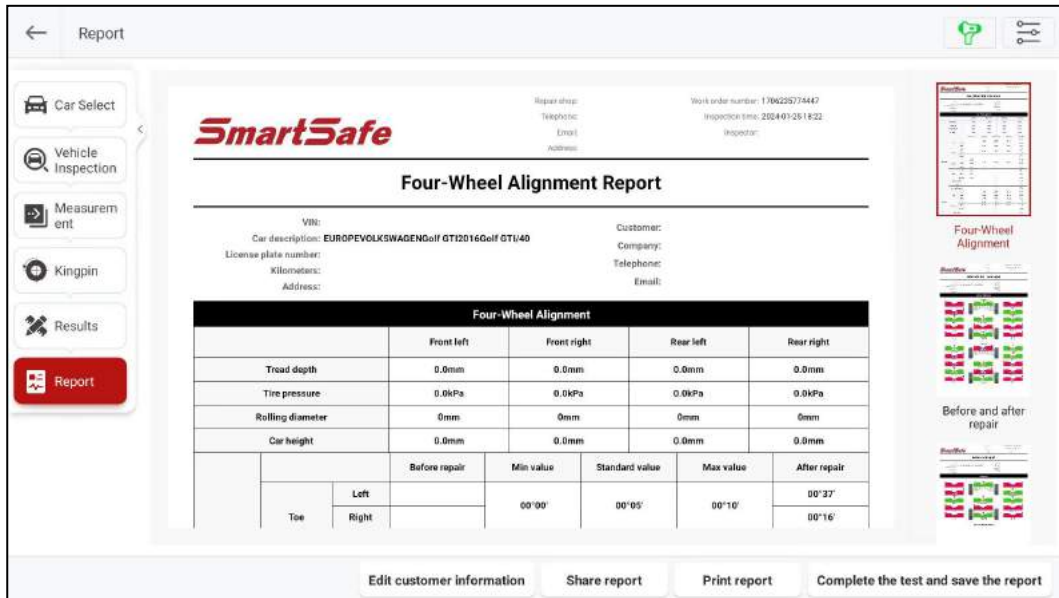 Report
Car Select
Vehicle
Inspection
Measurem
ent
Kingpin
Results
Report
SmartSafe
Repair shop:
Telephone:
Email:
Address:
Work order number: 1706235774447
Inspection time: 2024-01-25 18:22
Inspector:
Four-Wheel Alignment Report
VIN:
Car description: EUROPEVOLKSWAGENGolf GTI2016Golf GTI/40
License plate number:
Kilometers:
Address:
Customer:
Company:
Telephone:
Email:
Four-Wheel Alignment
Front left Front right Rear left Rear right
Tread depth 0.0mm 0.0mm 0.0mm 0.0mm
Tire pressure 0.0kPa 0.0kPa 0.0kPa 0.0kPa
Rolling diameter 0mm 0mm 0mm 0mm
Car height 0.0mm 0.0mm 0.0mm 0.0mm
Before repair Min value Standard value Max value After repair
Toe Left 00°00' 00°05' 00°10' 00°37'
Right 00°16'
Four-Wheel
Alignment
Before and after
repair
Edit customer information
Share report
Print report
Complete the test and save the report